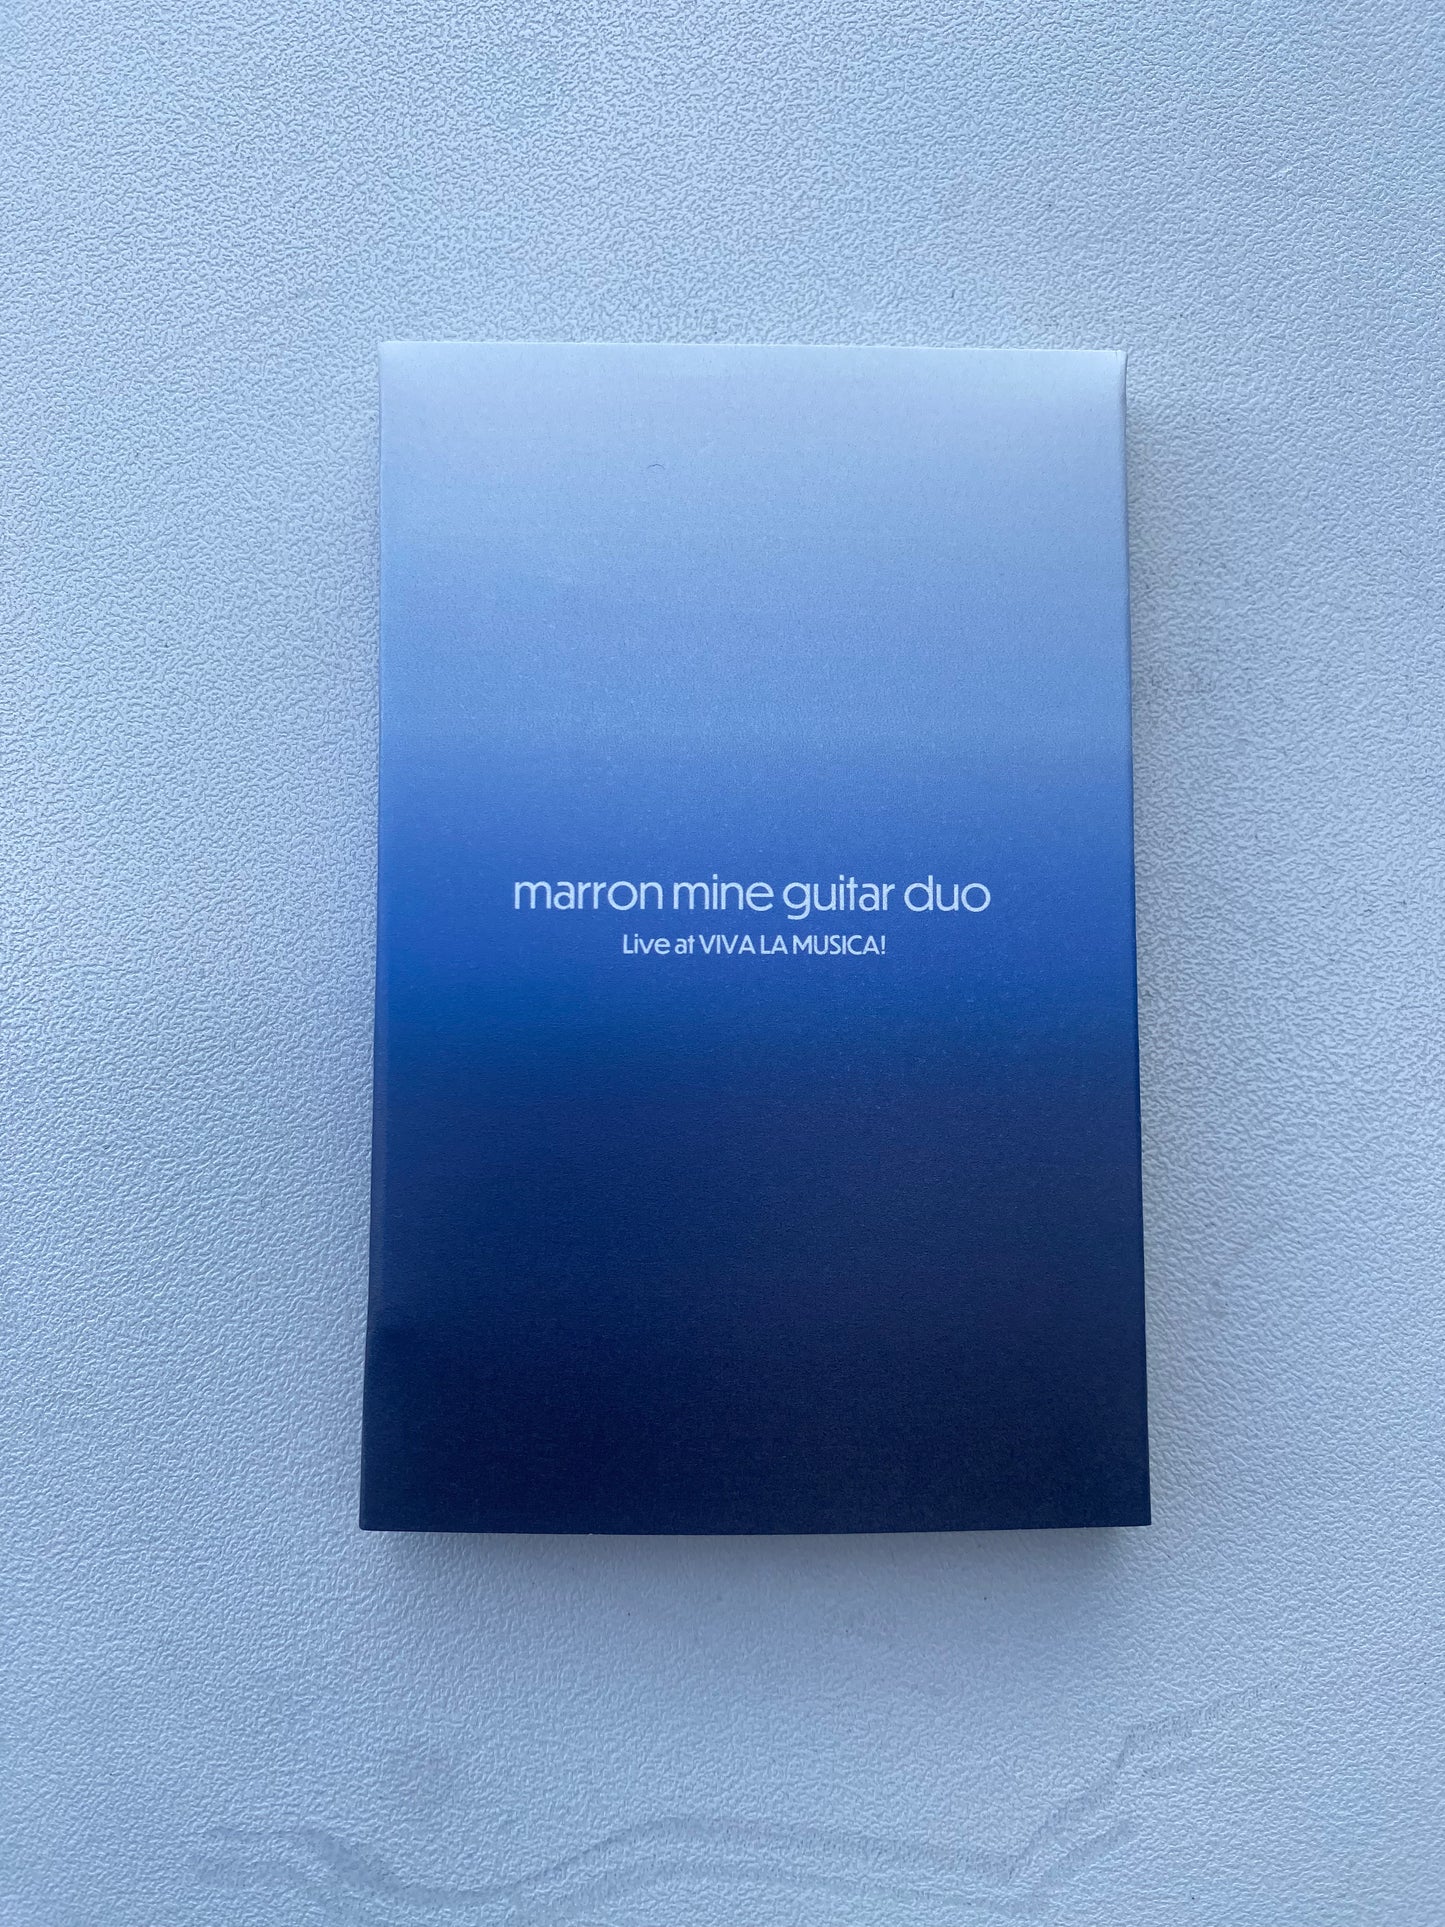 marron mine guitar duo
Live at VIVA LA MUSICA!